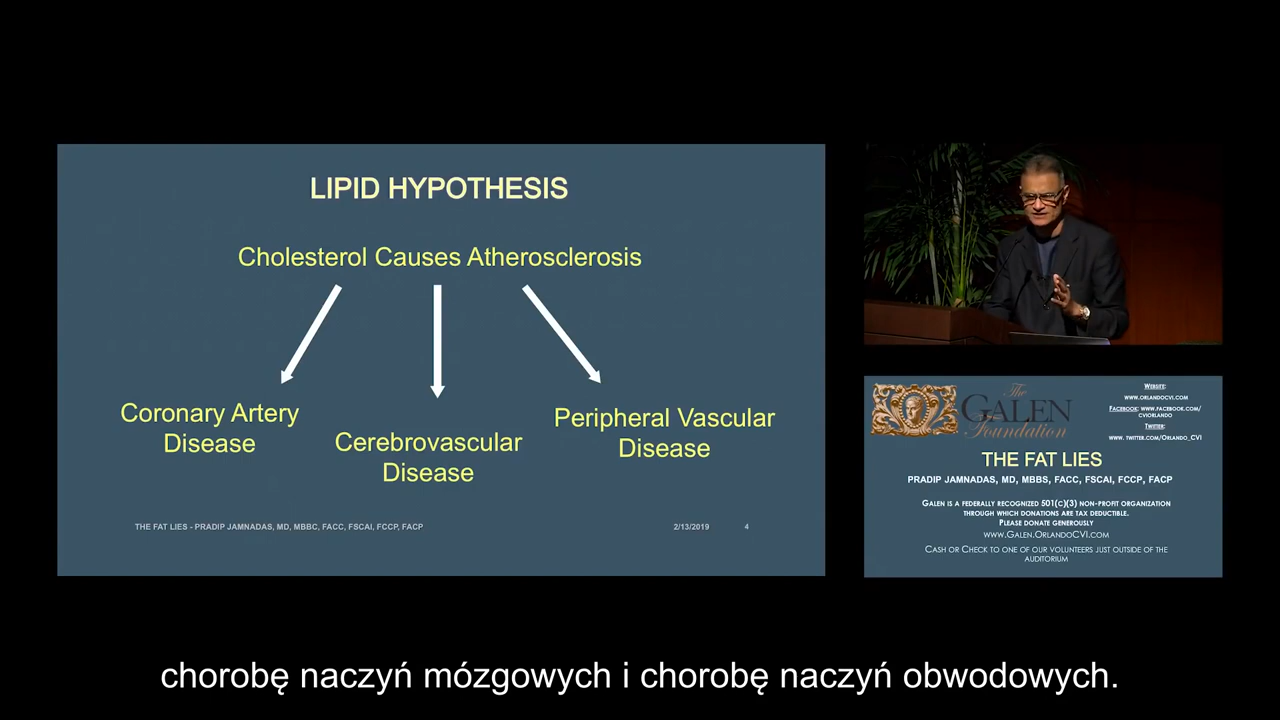 LIPID HYPOTHESIS
Cholesterol Causes Atherosclerosis
Coronary Artery
Disease
Cerebrovascular
Disease
Peripheral Vascular
Disease
THE FAT LIES - PRADIP JAMNADAS, MD, MBBC, FACC, FSCAI, FCCP, FACP
2/13/2019
4
The
GALEN
Foundation
WEBSITE:
WWW.ORLANDOCVI.COM
FACEBOOK: WWW.FACEBOOK.COM/
CVIORLANDO
TWITTER:
WWW. TWITTER.COM/ORLANDO_CVI
THE FAT LIES
PRADIP JAMNADAS, MD, MBBS, FACC, FSCAI, FCCP, FACP
GALEN IS A FEDERALLY RECOGNIZED 501(C)(3) NON-PROFIT ORGANIZATION
THROUGH WHICH DONATIONS ARE TAX DEDUCTIBLE.
PLEASE DONATE GENEROUSLY
WWW.GALEN.ORLANDOCVI.COM
CASH OR CHECK TO ONE OF OUR VOLUNTEERS JUST OUTSIDE OF THE
AUDITORIUM
chorobę naczyń mózgowych i chorobę naczyń obwodowych.